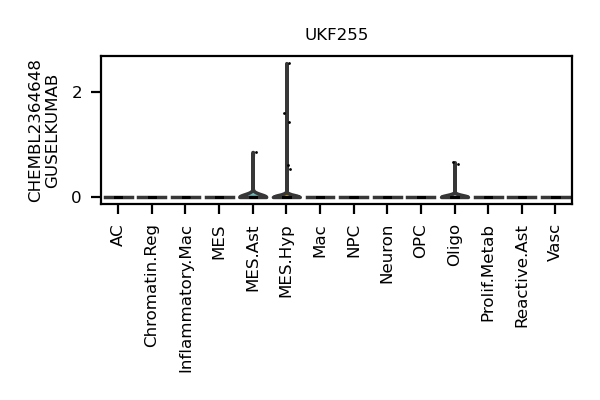 UKF255
CHEMBL2364648
GUSELKUMAB
2
0
AC
Chromatin.Reg
Inflammatory.Mac
MES
MES.Ast
MES.Hyp
Mac
NPC
Neuron
OPC
Oligo
Prolif.Metab
Reactive.Ast
Vasc